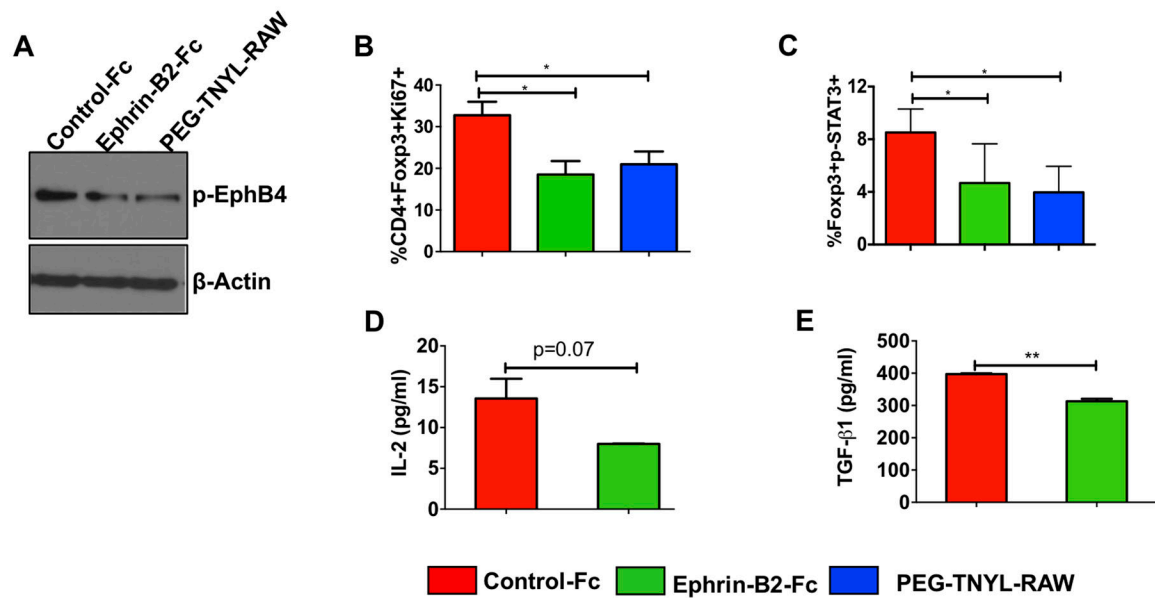 A
Control-Fc
Ephrin-B2-Fc
PEG-TNYL-RAW
p-EphB4
β-Actin
B
%CD4+Foxp3+Ki67+
40
30
20
10
0
*
*
C
%Foxp3+p-STAT3+
12
8
4
0
*
*
D
IL-2 (pg/ml)
20
15
10
5
0
p=0.07
E
TGF-β1 (pg/ml)
500
400
300
200
100
0
**
Control-Fc
Ephrin-B2-Fc
PEG-TNYL-RAW